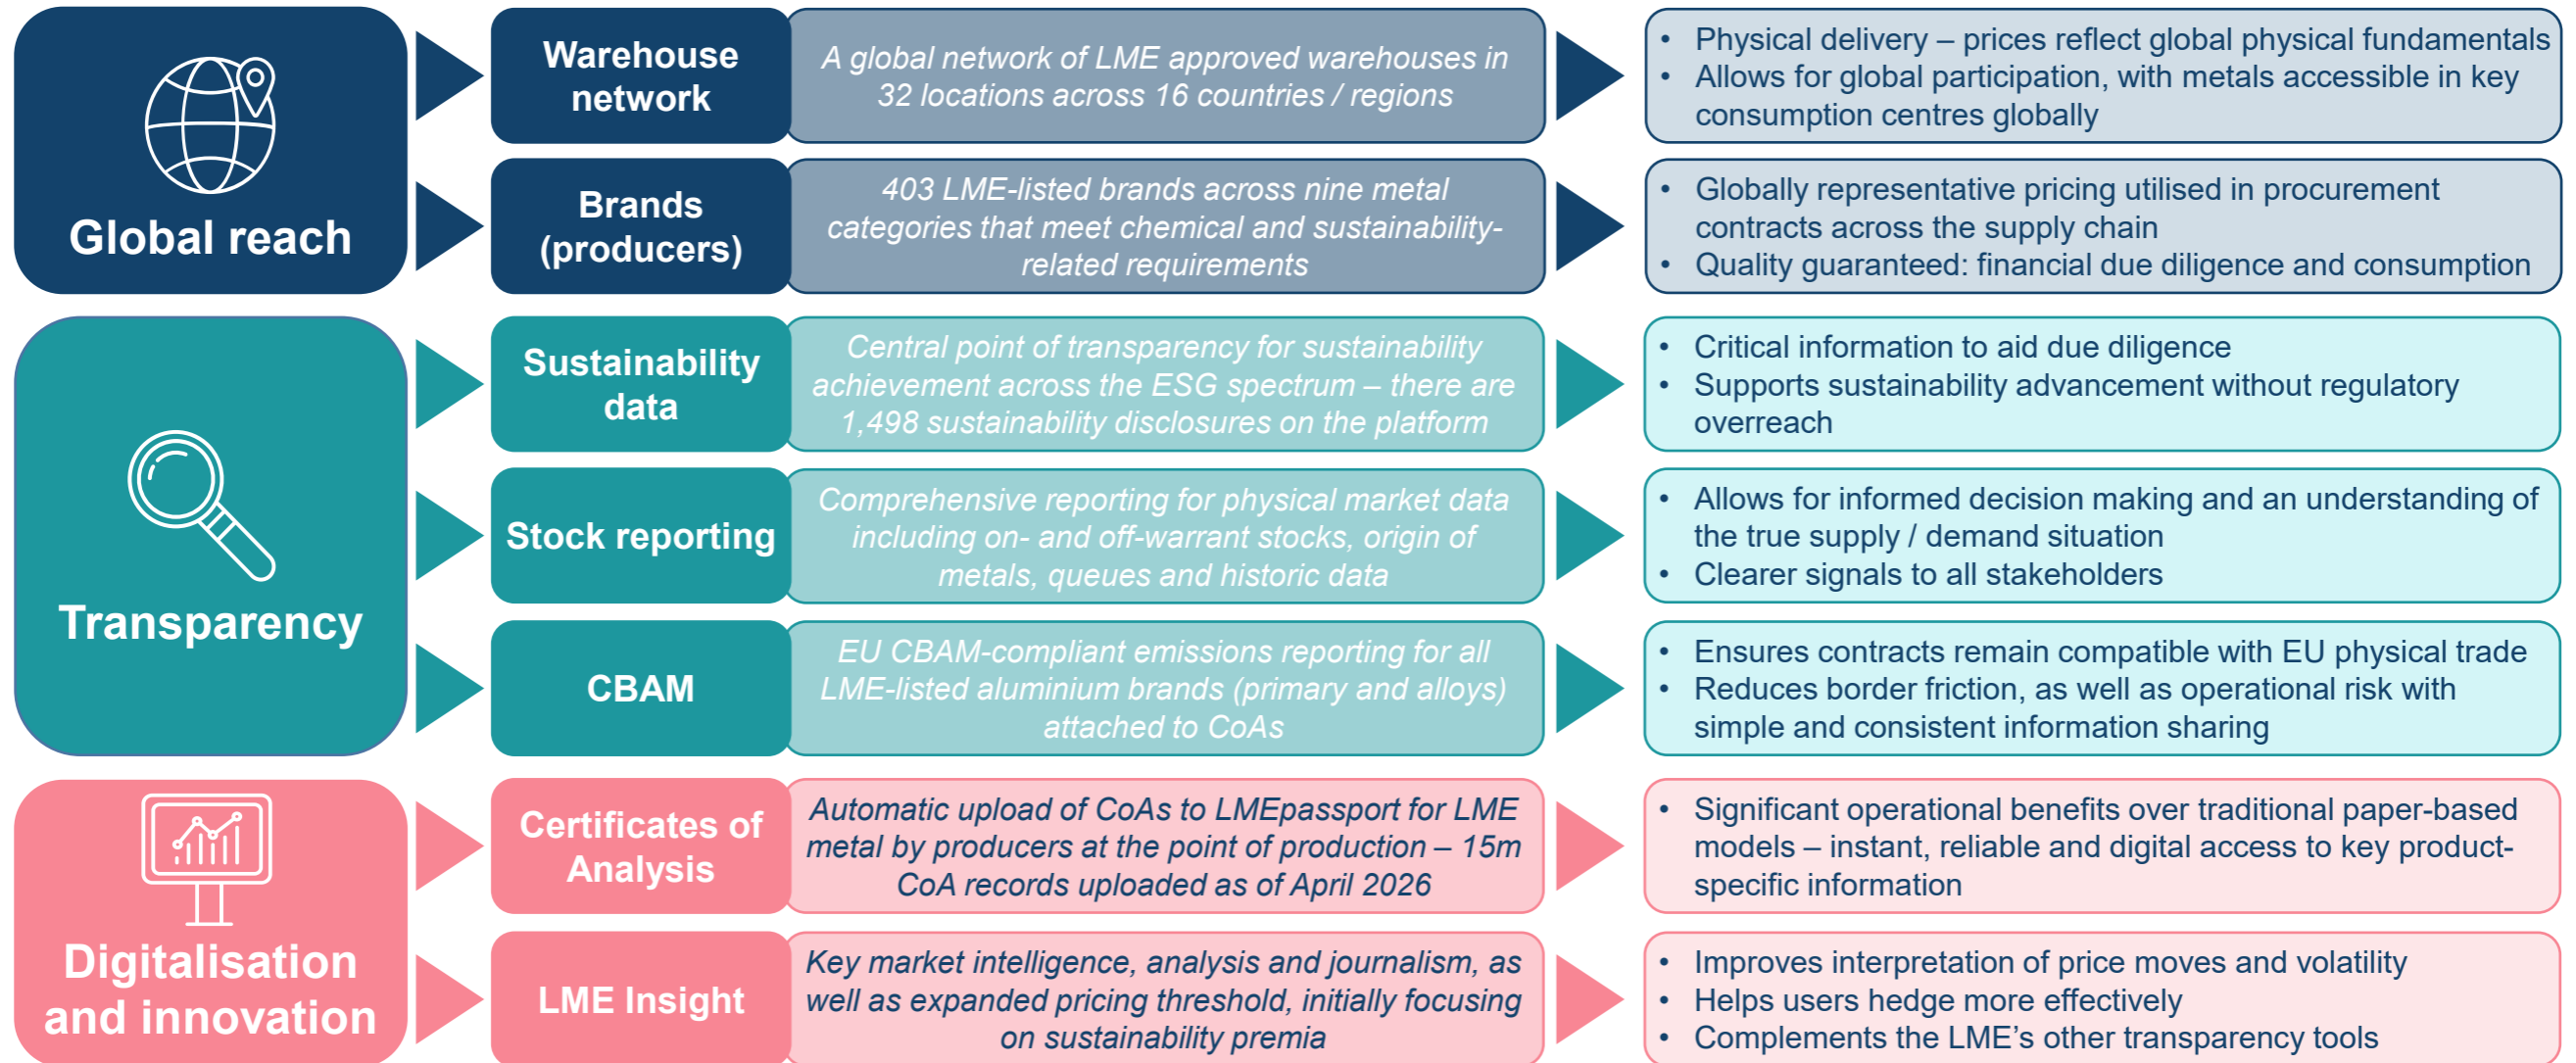 Global reach
Warehouse
network
A global network of LME approved warehouses in
32 locations across 16 countries / regions
• Physical delivery – prices reflect global physical fundamentals
• Allows for global participation, with metals accessible in key
consumption centres globally
Brands
(producers)
403 LME-listed brands across nine metal
categories that meet chemical and sustainability-
related requirements
• Globally representative pricing utilised in procurement
contracts across the supply chain
• Quality guaranteed: financial due diligence and consumption
Transparency
Sustainability
data
Central point of transparency for sustainability
achievement across the ESG spectrum – there are
1,498 sustainability disclosures on the platform
• Critical information to aid due diligence
• Supports sustainability advancement without regulatory
overreach
Stock reporting
Comprehensive reporting for physical market data
including on- and off-warrant stocks, origin of
metals, queues and historic data
• Allows for informed decision making and an understanding of
the true supply / demand situation
• Clearer signals to all stakeholders
CBAM
EU CBAM-compliant emissions reporting for all
LME-listed aluminium brands (primary and alloys)
attached to CoAs
• Ensures contracts remain compatible with EU physical trade
• Reduces border friction, as well as operational risk with
simple and consistent information sharing
Digitalisation
and innovation
Certificates of
Analysis
Automatic upload of CoAs to LMEpassport for LME
metal by producers at the point of production – 15m
CoA records uploaded as of April 2026
• Significant operational benefits over traditional paper-based
models – instant, reliable and digital access to key product-
specific information
LME Insight
Key market intelligence, analysis and journalism, as
well as expanded pricing threshold, initially focusing
on sustainability premia
• Improves interpretation of price moves and volatility
• Helps users hedge more effectively
• Complements the LME's other transparency tools